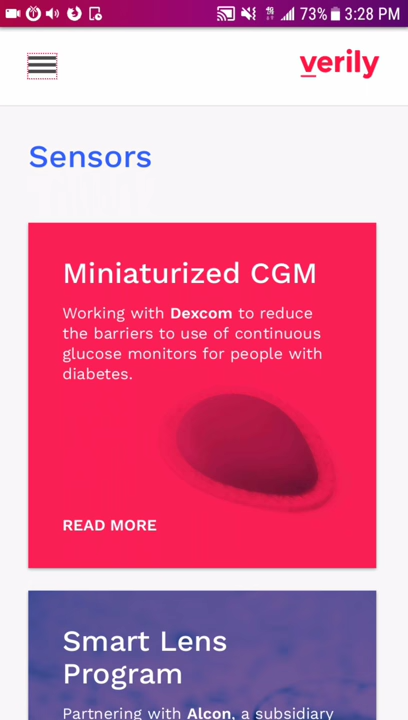 73% 3:28 PM
verily
Sensors
Miniaturized CGM
Working with Dexcom to reduce
the barriers to use of continuous
glucose monitors for people with
diabetes.
READ MORE
Smart Lens
Program
Partnering with Alcon, a subsidiary